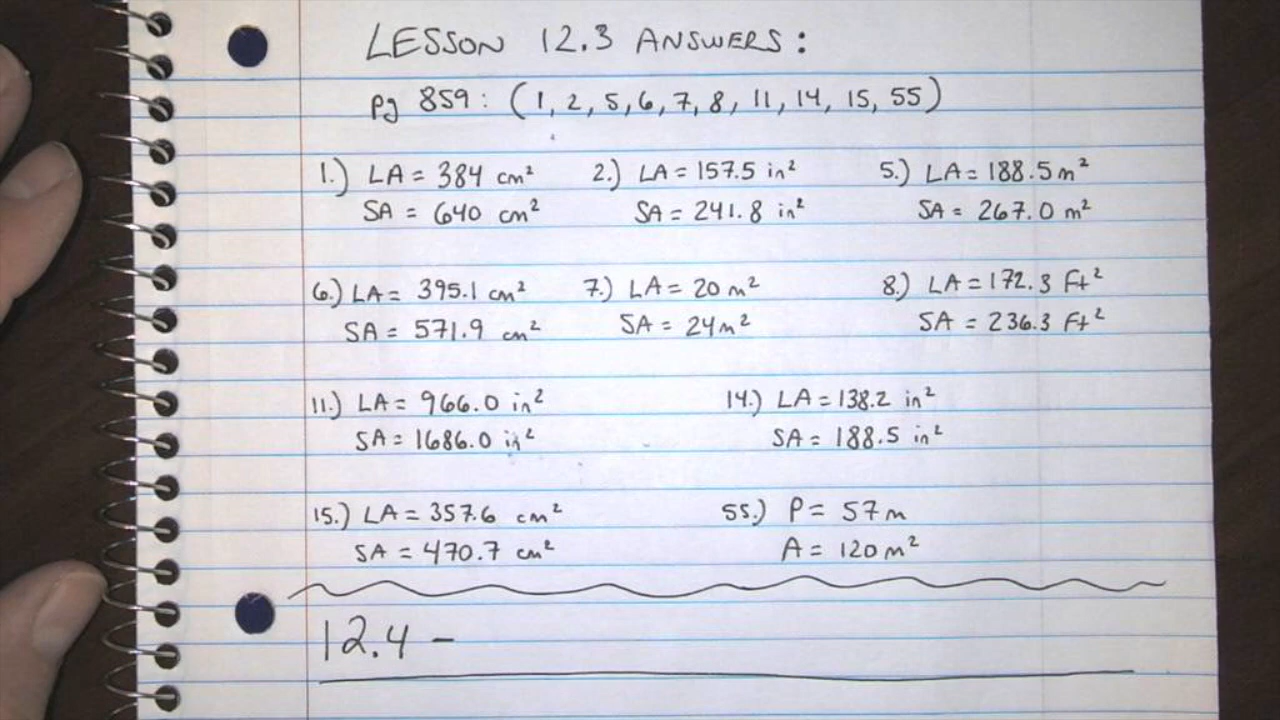 LESSON 12.3 ANSWERS:
pg 859: (1, 2, 5, 6, 7, 8, 11, 14, 15, 55)
1.) LA = 384 cm² 2.) LA = 157.5 in² 5.) LA = 188.5 m²
SA = 640 cm² SA = 241.8 in² SA = 267.0 m²
6.) LA = 395.1 cm² 7.) LA = 20 m² 8.) LA = 172.3 Ft²
SA = 571.9 cm² SA = 24 m² SA = 236.3 Ft²
11.) LA = 966.0 in² 14.) LA = 138.2 in²
SA = 1686.0 in² SA = 188.5 in²
15.) LA = 357.6 cm² 55.) P = 57 m
SA = 470.7 cm² A = 120 m²
12.4 -